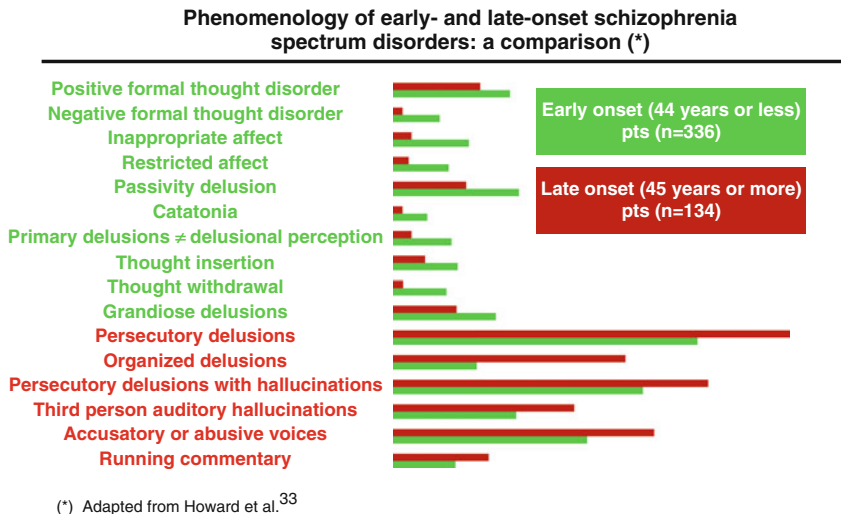 Phenomenology of early- and late-onset schizophrenia
spectrum disorders: a comparison (*)
Positive formal thought disorder
Negative formal thought disorder
Inappropriate affect
Restricted affect
Passivity delusion
Catatonia
Primary delusions ≠ delusional perception
Thought insertion
Thought withdrawal
Grandiose delusions
Persecutory delusions
Organized delusions
Persecutory delusions with hallucinations
Third person auditory hallucinations
Accusatory or abusive voices
Running commentary
Early onset (44 years or less)
pts (n=336)
Late onset (45 years or more)
pts (n=134)
(*) Adapted from Howard et al.33